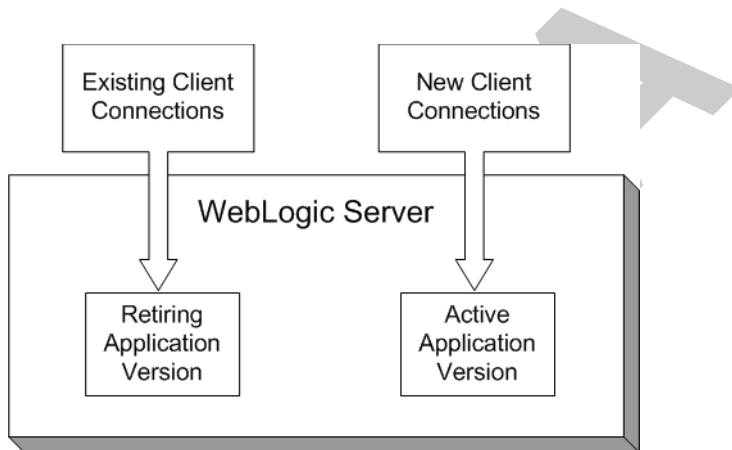 Existing Client
Connections
New Client
Connections
WebLogic Server
Retiring
Application
Version
Active
Application
Version